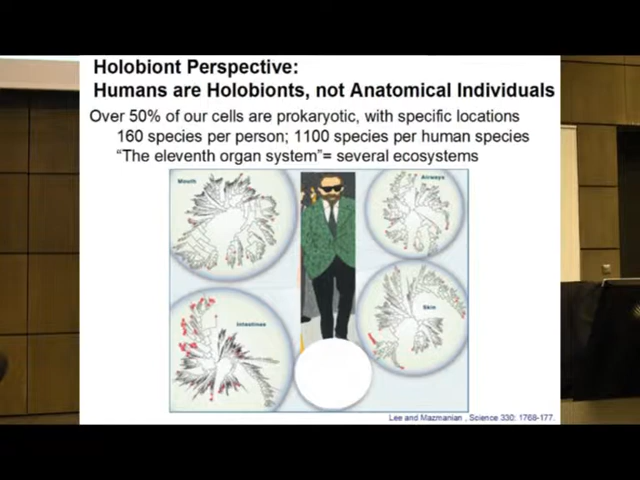 Holobiont Perspective:
Humans are Holobionts, not Anatomical Individuals
Over 50% of our cells are prokaryotic, with specific locations
160 species per person; 1100 species per human species
“The eleventh organ system”= several ecosystems
Mouth
Airways
Intestines
Skin
Lee and Mazmanian , Science 330: 1768-177.